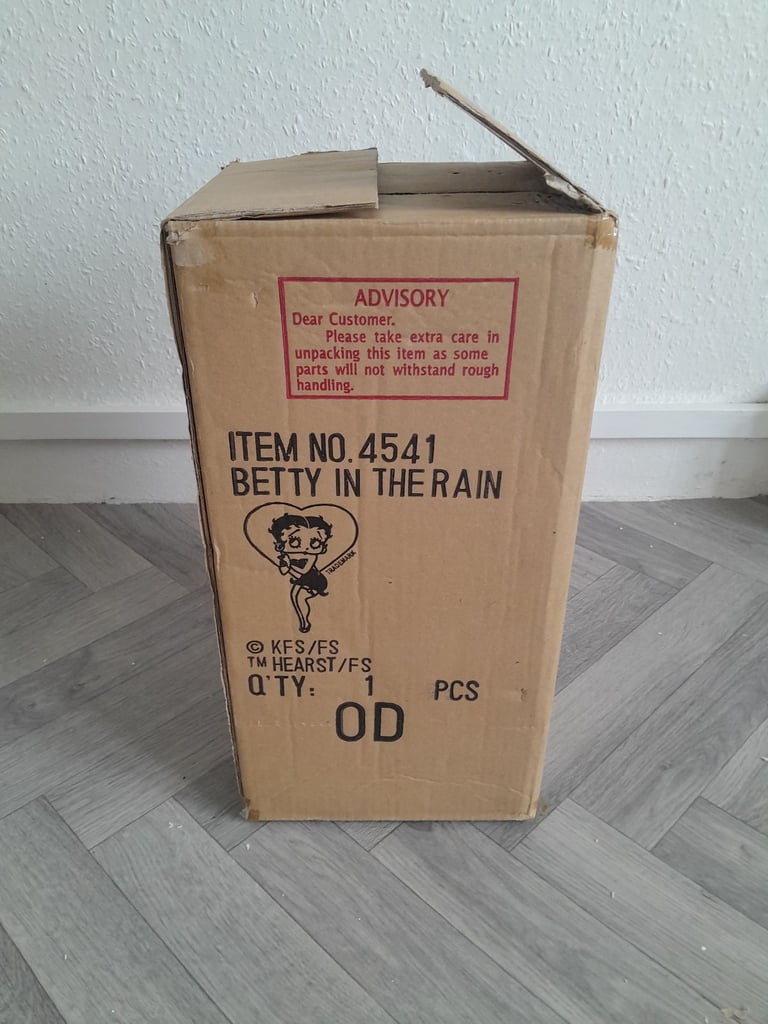 ADVISORY
Dear Customer.
Please take extra care in
unpacking this item as some
parts will not withstand rough
handling.
ITEM NO. 4541
BETTY IN THE RAIN
TRADEMARK
© KFS/FS
™ HEARST/FS
Q'TY: 1 PCS
OD